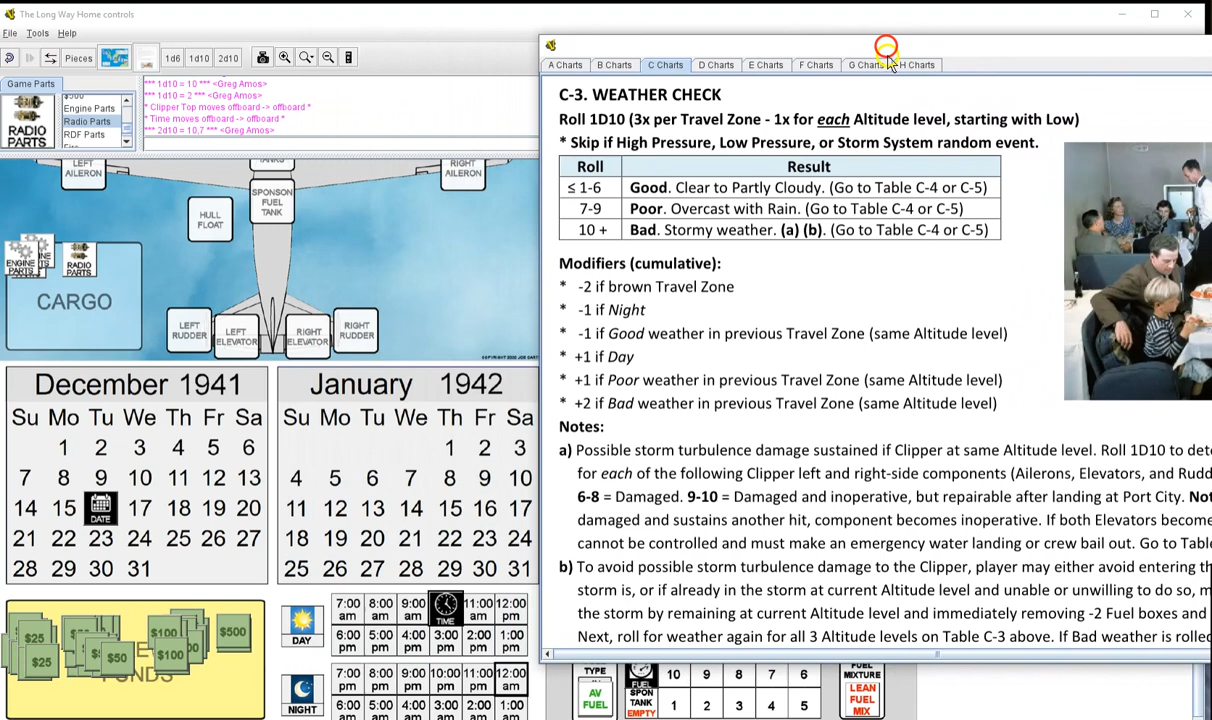 The Long Way Home controls
File Tools Help
Pieces 1d6 1d10 2d10
Game Parts
$500
Engine Parts
Radio Parts
RDF Parts
RADIO
PARTS
*** 1d10 = 10 *** <Greg Amos>
*** 1d10 = 2 *** <Greg Amos>
* Clipper Top moves offboard -> offboard *
* Time moves offboard -> offboard *
*** 2d10 = 10,7 *** <Greg Amos>
LEFT
AILERON
TANKS
RIGHT
AILERON
SPONSON
FUEL
TANK
HULL
FLOAT
ENGINE
PARTS
RADIO
PARTS
CARGO
LEFT
RUDDER
LEFT
ELEVATOR
RIGHT
ELEVATOR
RIGHT
RUDDER
December 1941
Su Mo Tu We Th Fr Sa
1 2 3 4 5 6
7 8 9 10 11 12 13
14 15 DATE 17 18 19 20
21 22 23 24 25 26 27
28 29 30 31
January 1942
Su Mo Tu We Th Fr Sa
1 2 3
4 5 6 7 8 9 10
11 12 13 14 15 16 17
18 19 20 21 22 23 24
25 26 27 28 29 30 31
$25
$25
$50
$100
$100
$500
DAY
7:00 8:00 9:00 TIME 11:00 12:00
am am am am pm
6:00 5:00 4:00 3:00 2:00 1:00
pm pm pm pm pm pm
NIGHT
7:00 8:00 9:00 10:00 11:00 12:00
pm pm pm pm pm am
6:00 5:00 4:00 3:00 2:00 1:00
am am am am am am
A Charts B Charts C Charts D Charts E Charts F Charts G Charts H Charts
C-3. WEATHER CHECK
Roll 1D10 (3x per Travel Zone - 1x for each Altitude level, starting with Low)
* Skip if High Pressure, Low Pressure, or Storm System random event.
Roll Result
≤ 1-6 Good. Clear to Partly Cloudy. (Go to Table C-4 or C-5)
7-9 Poor. Overcast with Rain. (Go to Table C-4 or C-5)
10 + Bad. Stormy weather. (a) (b). (Go to Table C-4 or C-5)
Modifiers (cumulative):
* -2 if brown Travel Zone
* -1 if Night
* -1 if Good weather in previous Travel Zone (same Altitude level)
* +1 if Day
* +1 if Poor weather in previous Travel Zone (same Altitude level)
* +2 if Bad weather in previous Travel Zone (same Altitude level)
Notes:
a) Possible storm turbulence damage sustained if Clipper at same Altitude level. Roll 1D10 to dete
for each of the following Clipper left and right-side components (Ailerons, Elevators, and Rudd
6-8 = Damaged. 9-10 = Damaged and inoperative, but repairable after landing at Port City. Not
damaged and sustains another hit, component becomes inoperative. If both Elevators become
cannot be controlled and must make an emergency water landing or crew bail out. Go to Table
b) To avoid possible storm turbulence damage to the Clipper, player may either avoid entering th
storm is, or if already in the storm at current Altitude level and unable or unwilling to do so, m
the storm by remaining at current Altitude level and immediately removing -2 Fuel boxes and
Next, roll for weather again for all 3 Altitude levels on Table C-3 above. If Bad weather is rolled
TYPE
AV
FUEL
FUEL
SPON
TANK
EMPTY
10 9 8 7 6
1 2 3 4 5
FUEL
MIXTURE
LEAN
FUEL
MIX